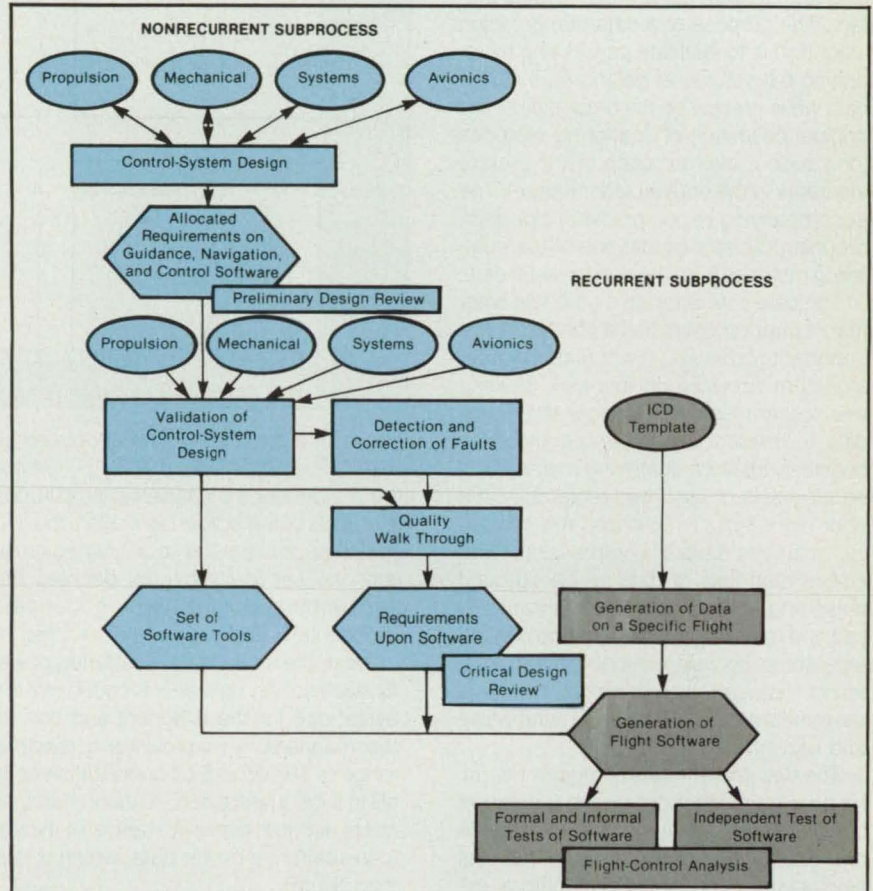 NONRECURRENT SUBPROCESS
Propulsion
Mechanical
Systems
Avionics
Control-System Design
Allocated
Requirements on
Guidance, Navigation,
and Control Software
Preliminary Design Review
RECURRENT SUBPROCESS
Propulsion
Mechanical
Systems
Avionics
Validation of
Control-System
Design
Detection and
Correction of Faults
ICD
Template
Quality
Walk Through
Set of
Software Tools
Requirements
Upon Software
Generation of Data
on a Specific Flight
Critical Design
Review
Generation of
Flight Software
Formal and Informal
Tests of Software
Independent Test of
Software
Flight-Control Analysis